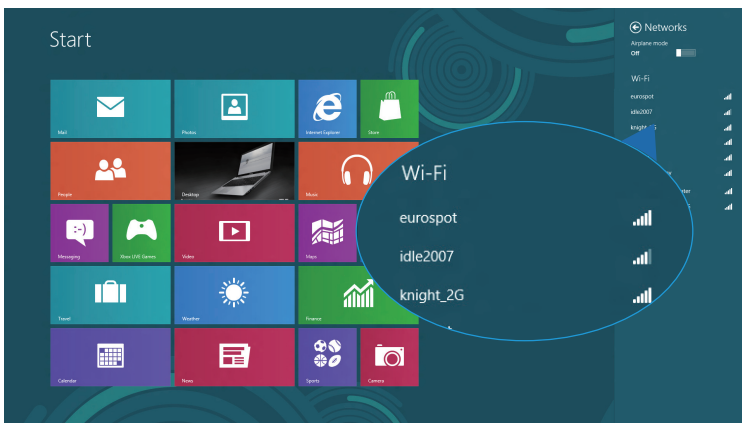 Start
Mail
Photos
Internet Explorer
Store
People
Desktop
Music
Messaging
Xbox LIVE Games
Video
Maps
Travel
Weather
Finance
Calendar
News
Sports
Camera
Networks
Airplane mode
Off
Wi-Fi
eurospot
idle2007
knight_2G
Wi-Fi
eurospot
idle2007
knight_2G